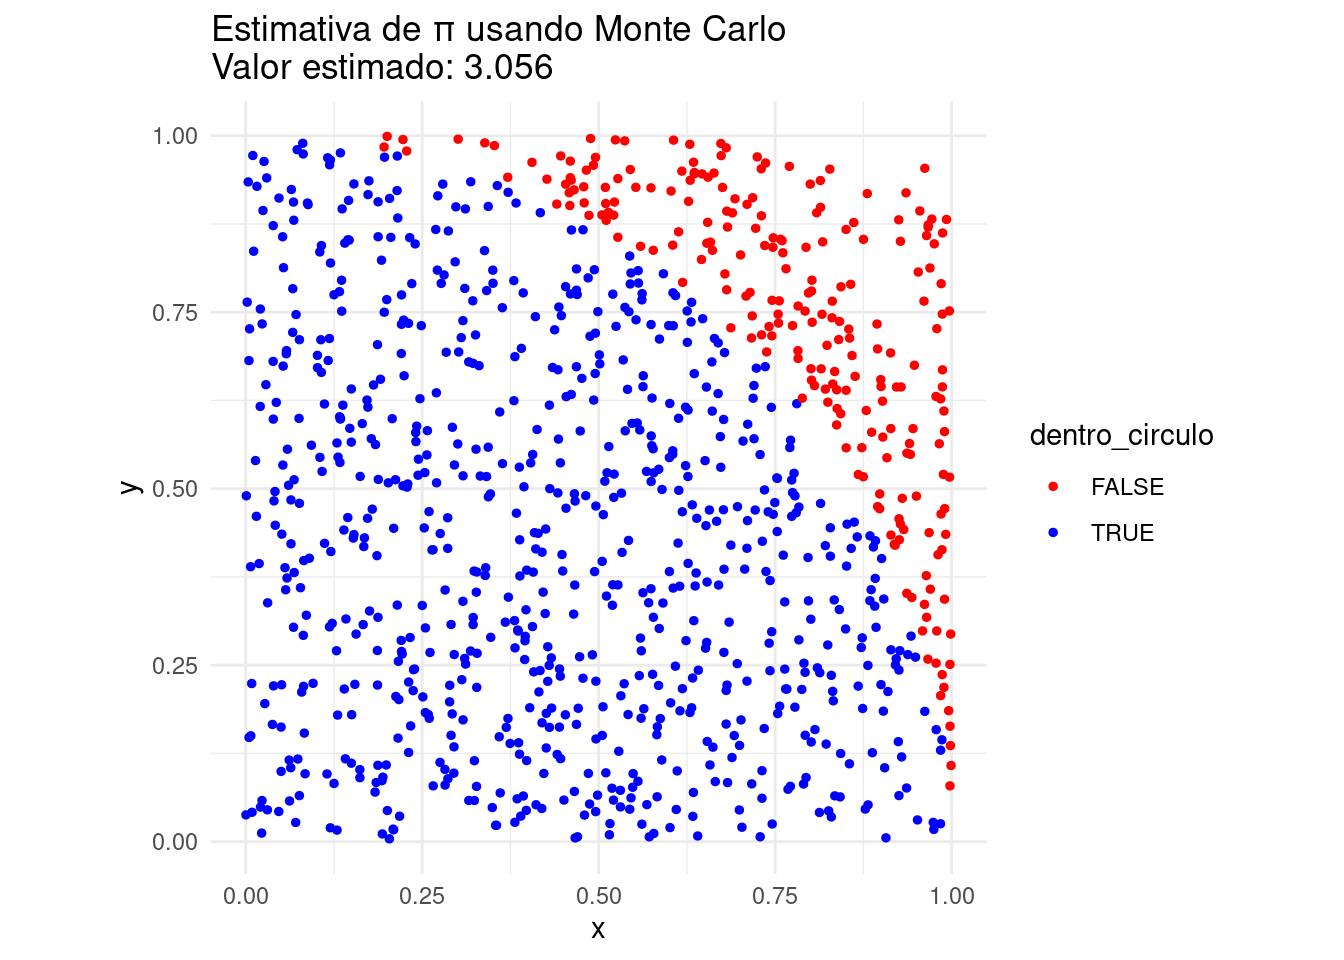 Estimativa de π usando Monte Carlo
Valor estimado: 3.056
1.00
0.75
0.50
0.25
0.00
y
0.00 0.25 0.50 0.75 1.00
x
dentro_circulo
FALSE
TRUE